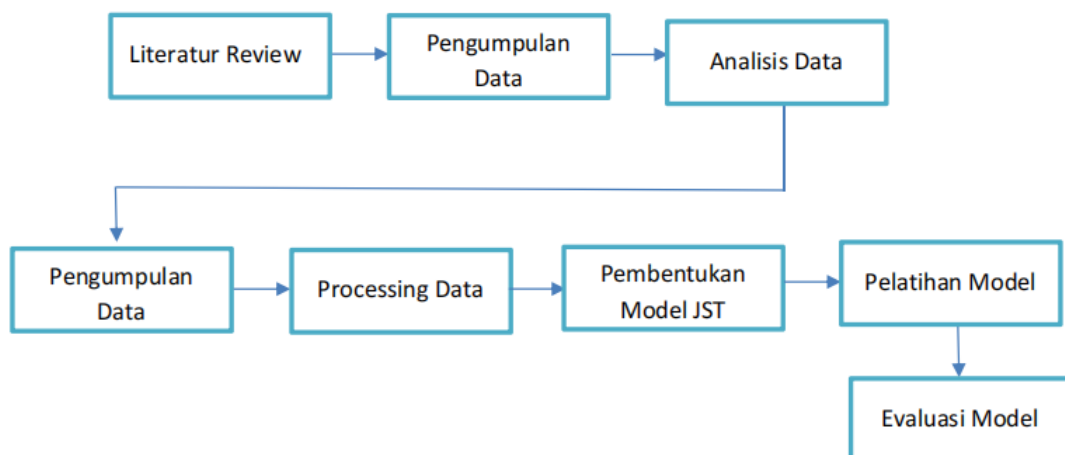 Literatur Review
Pengumpulan
Data
Analisis Data
Pengumpulan
Data
Processing Data
Pembentukan
Model JST
Pelatihan Model
Evaluasi Model